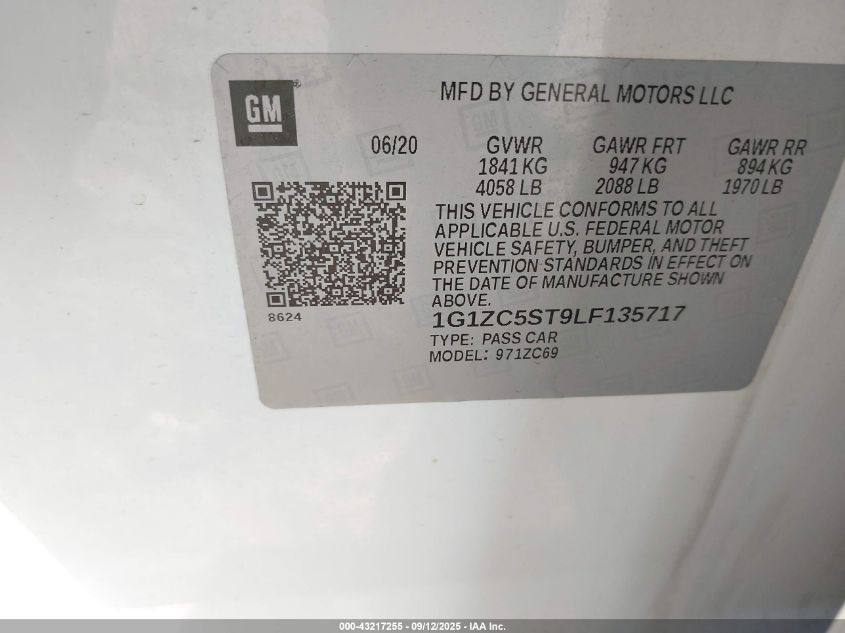 GM
MFD BY GENERAL MOTORS LLC
06/20 GVWR GAWR FRT GAWR RR
1841 KG 947 KG 894 KG
4058 LB 2088 LB 1970 LB
THIS VEHICLE CONFORMS TO ALL
APPLICABLE U.S. FEDERAL MOTOR
VEHICLE SAFETY, BUMPER, AND THEFT
PREVENTION STANDARDS IN EFFECT ON
THE DATE OF MANUFACTURE SHOWN
ABOVE.
8624
1G1ZC5ST9LF135717
TYPE: PASS CAR
MODEL: 971ZC69
000-43217255 - 09/12/2025 - IAA Inc.